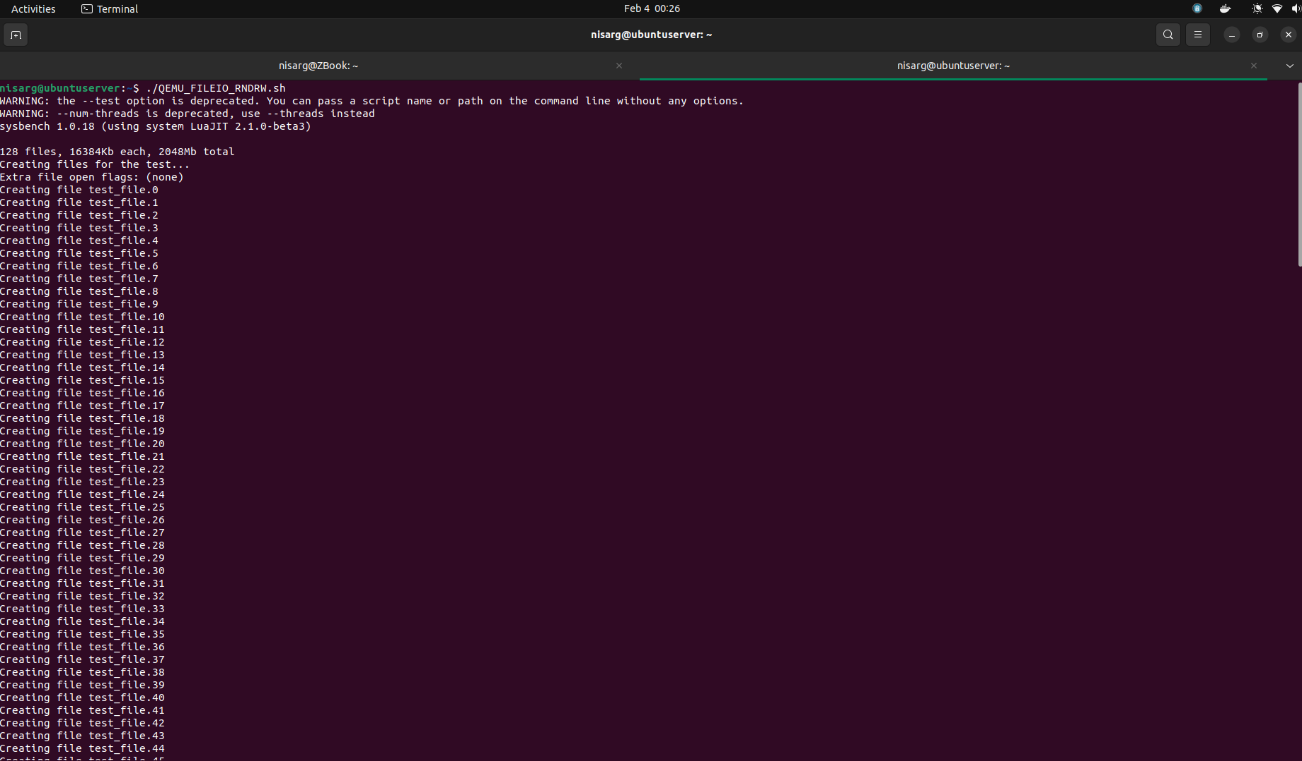 Activities Terminal Feb 4 00:26
nisarg@ubuntuserver: ~
nisarg@ZBook: ~ nisarg@ubuntuserver: ~
nisarg@ubuntuserver:~$ ./QEMU_FILEIO_RNDRW.sh
WARNING: the --test option is deprecated. You can pass a script name or path on the command line without any options.
WARNING: --num-threads is deprecated, use --threads instead
sysbench 1.0.18 (using system LuaJIT 2.1.0-beta3)
128 files, 16384Kb each, 2048Mb total
Creating files for the test...
Extra file open flags: (none)
Creating file test_file.0
Creating file test_file.1
Creating file test_file.2
Creating file test_file.3
Creating file test_file.4
Creating file test_file.5
Creating file test_file.6
Creating file test_file.7
Creating file test_file.8
Creating file test_file.9
Creating file test_file.10
Creating file test_file.11
Creating file test_file.12
Creating file test_file.13
Creating file test_file.14
Creating file test_file.15
Creating file test_file.16
Creating file test_file.17
Creating file test_file.18
Creating file test_file.19
Creating file test_file.20
Creating file test_file.21
Creating file test_file.22
Creating file test_file.23
Creating file test_file.24
Creating file test_file.25
Creating file test_file.26
Creating file test_file.27
Creating file test_file.28
Creating file test_file.29
Creating file test_file.30
Creating file test_file.31
Creating file test_file.32
Creating file test_file.33
Creating file test_file.34
Creating file test_file.35
Creating file test_file.36
Creating file test_file.37
Creating file test_file.38
Creating file test_file.39
Creating file test_file.40
Creating file test_file.41
Creating file test_file.42
Creating file test_file.43
Creating file test_file.44
Creating file test_file.45